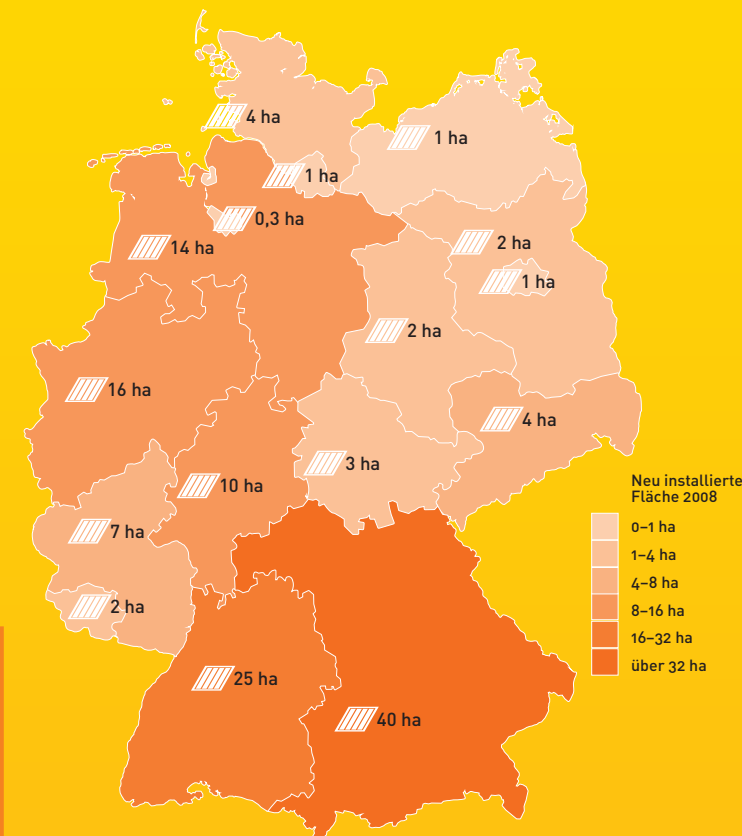 4 ha
1 ha
1 ha
0,3 ha
14 ha
2 ha
1 ha
2 ha
16 ha
4 ha
3 ha
10 ha
7 ha
2 ha
25 ha
40 ha
Neu installierte
Fläche 2008
0–1 ha
1–4 ha
4–8 ha
8–16 ha
16–32 ha
über 32 ha